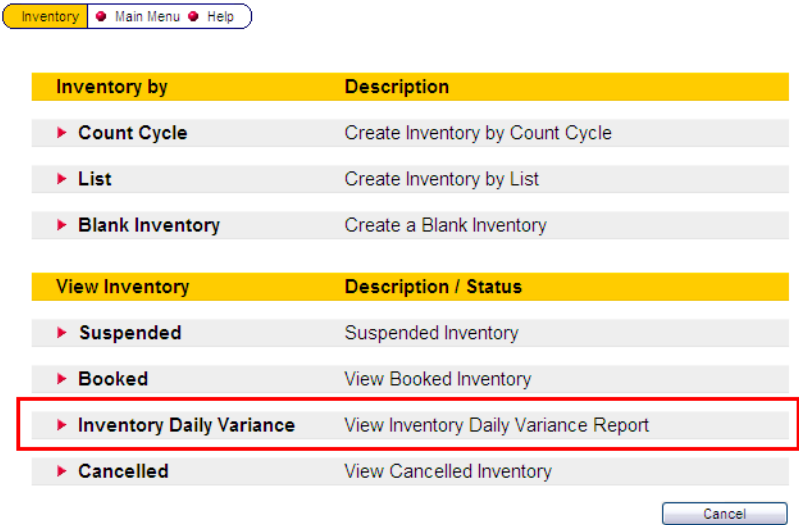 Inventory Main Menu Help
Inventory by Description
Count Cycle Create Inventory by Count Cycle
List Create Inventory by List
Blank Inventory Create a Blank Inventory
View Inventory Description / Status
Suspended Suspended Inventory
Booked View Booked Inventory
Inventory Daily Variance View Inventory Daily Variance Report
Cancelled View Cancelled Inventory
Cancel